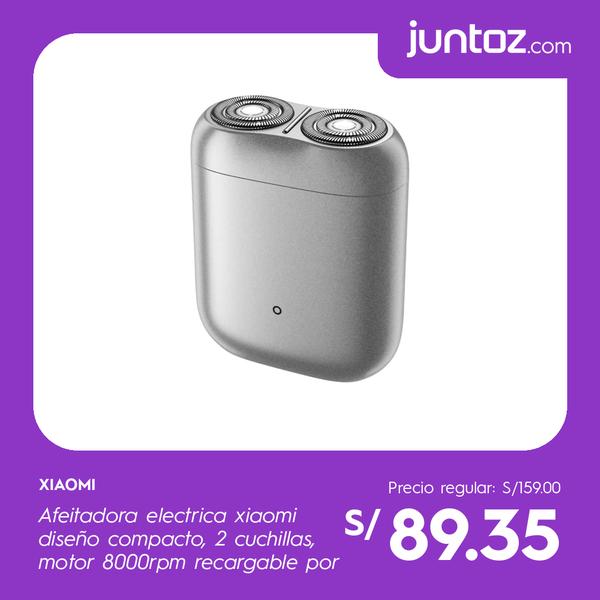 juntoz.com
XIAOMI
Afeitadora electrica xiaomi
diseño compacto, 2 cuchillas,
motor 8000rpm recargable por
Precio regular: S/159.00
S/89.35